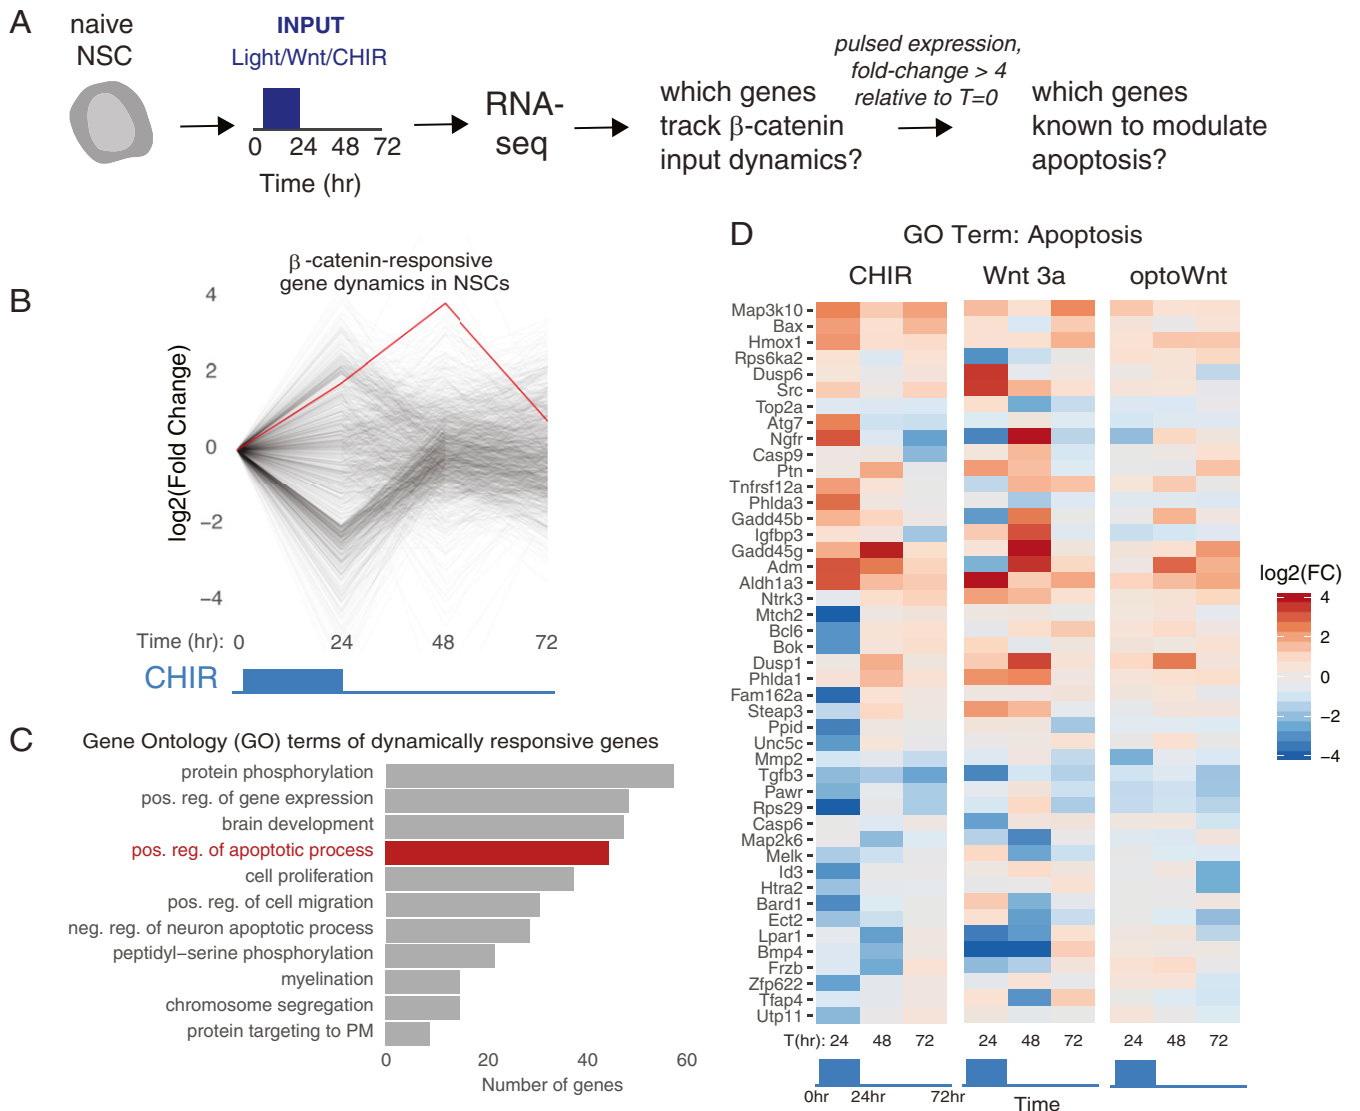 A
naive
NSC
INPUT
Light/Wnt/CHIR
0 24 48 72
Time (hr)
RNA-
seq
which genes
track β-catenin
input dynamics?
pulsed expression,
fold-change > 4
relative to T=0
which genes
known to modulate
apoptosis?
B
β -catenin-responsive
gene dynamics in NSCs
log2(Fold Change)
4
2
0
−2
−4
Time (hr): 0 24 48 72
CHIR
C
Gene Ontology (GO) terms of dynamically responsive genes
protein phosphorylation
pos. reg. of gene expression
brain development
pos. reg. of apoptotic process
cell proliferation
pos. reg. of cell migration
neg. reg. of neuron apoptotic process
peptidyl−serine phosphorylation
myelination
chromosome segregation
protein targeting to PM
0 20 40 60
Number of genes
D
GO Term: Apoptosis
CHIR Wnt 3a optoWnt
Map3k10
Bax
Hmox1
Rps6ka2
Dusp6
Src
Top2a
Atg7
Ngfr
Casp9
Ptn
Tnfrsf12a
Phlda3
Gadd45b
Igfbp3
Gadd45g
Adm
Aldh1a3
Ntrk3
Mtch2
Bcl6
Bok
Dusp1
Phlda1
Fam162a
Steap3
Ppid
Unc5c
Mmp2
Tgfb3
Pawr
Rps29
Casp6
Map2k6
Melk
Id3
Htra2
Bard1
Ect2
Lpar1
Bmp4
Frzb
Zfp622
Tfap4
Utp11
T(hr): 24 48 72 24 48 72 24 48 72
0hr 24hr 72hr
Time
log2(FC)
4
2
0
−2
−4